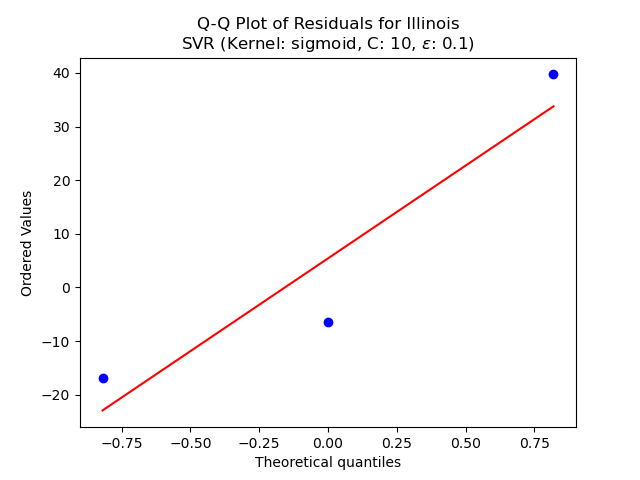 Q-Q Plot of Residuals for Illinois
SVR (Kernel: sigmoid, C: 10, ε: 0.1)
Ordered Values
40
30
20
10
0
−10
−20
−0.75 −0.50 −0.25 0.00 0.25 0.50 0.75
Theoretical quantiles